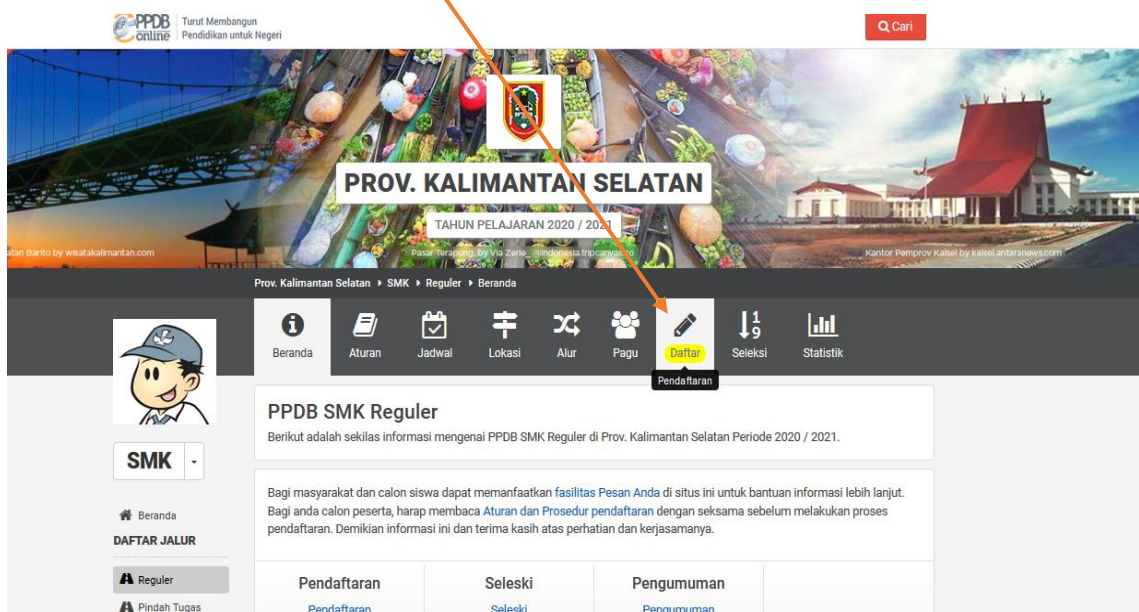 PPDB online
Turut Membangun
Pendidikan untuk Negeri
Cari
PROV. KALIMANTAN SELATAN
TAHUN PELAJARAN 2020 / 2021
atan Barito by wisatakalimantan.com
Pasar Terapung, by Via Zerie
Kantor Pemprov Kalsel by kalsel.antaranews.com
Prov. Kalimantan Selatan SMK Reguler Beranda
Beranda Aturan Jadwal Lokasi Alur Pagu Daftar Seleksi Statistik
Pendaftaran
PPDB SMK Reguler
Berikut adalah sekilas informasi mengenai PPDB SMK Reguler di Prov. Kalimantan Selatan Periode 2020 / 2021.
SMK
Bagi masyarakat dan calon siswa dapat memanfaatkan fasilitas Pesan Anda di situs ini untuk bantuan informasi lebih lanjut.
Bagi anda calon peserta, harap membaca Aturan dan Prosedur pendaftaran dengan seksama sebelum melakukan proses
pendaftaran. Demikian informasi ini dan terima kasih atas perhatian dan kerjasamanya.
Beranda
DAFTAR JALUR
Reguler
Pindah Tugas
Pendaftaran Seleski Pengumuman
Pendaftaran Seleski Pengumuman